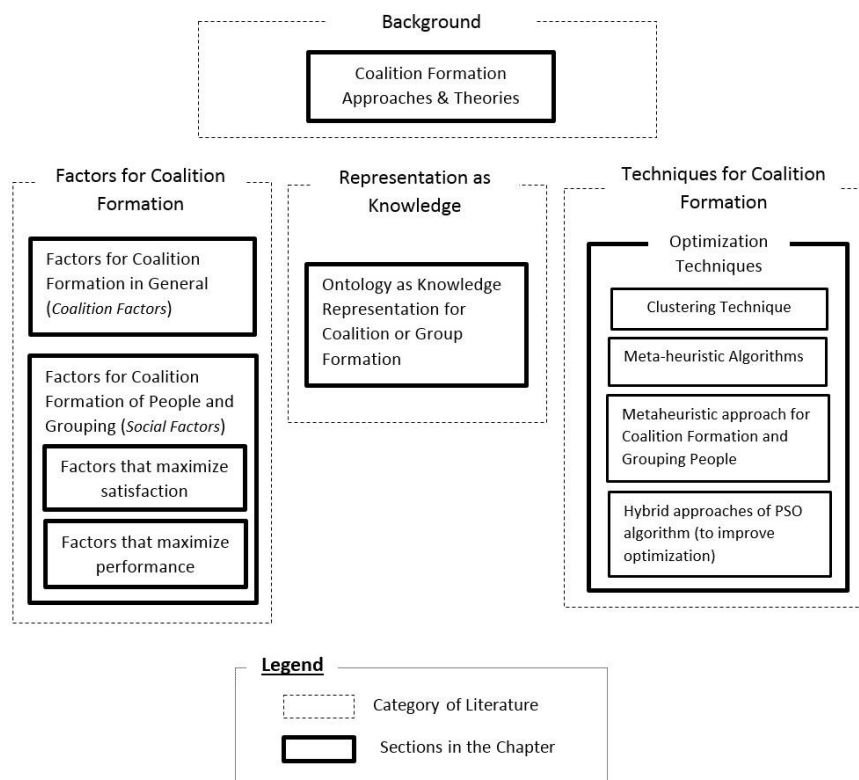 Background
Coalition Formation
Approaches & Theories
Factors for Coalition
Formation
Factors for Coalition
Formation in General
(Coalition Factors)
Factors for Coalition
Formation of People and
Grouping (Social Factors)
Factors that maximize
satisfaction
Factors that maximize
performance
Representation as
Knowledge
Ontology as Knowledge
Representation for
Coalition or Group
Formation
Techniques for Coalition
Formation
Optimization
Techniques
Clustering Technique
Meta-heuristic Algorithms
Metaheuristic approach for
Coalition Formation and
Grouping People
Hybrid approaches of PSO
algorithm (to improve
optimization)
Legend
Category of Literature
Sections in the Chapter